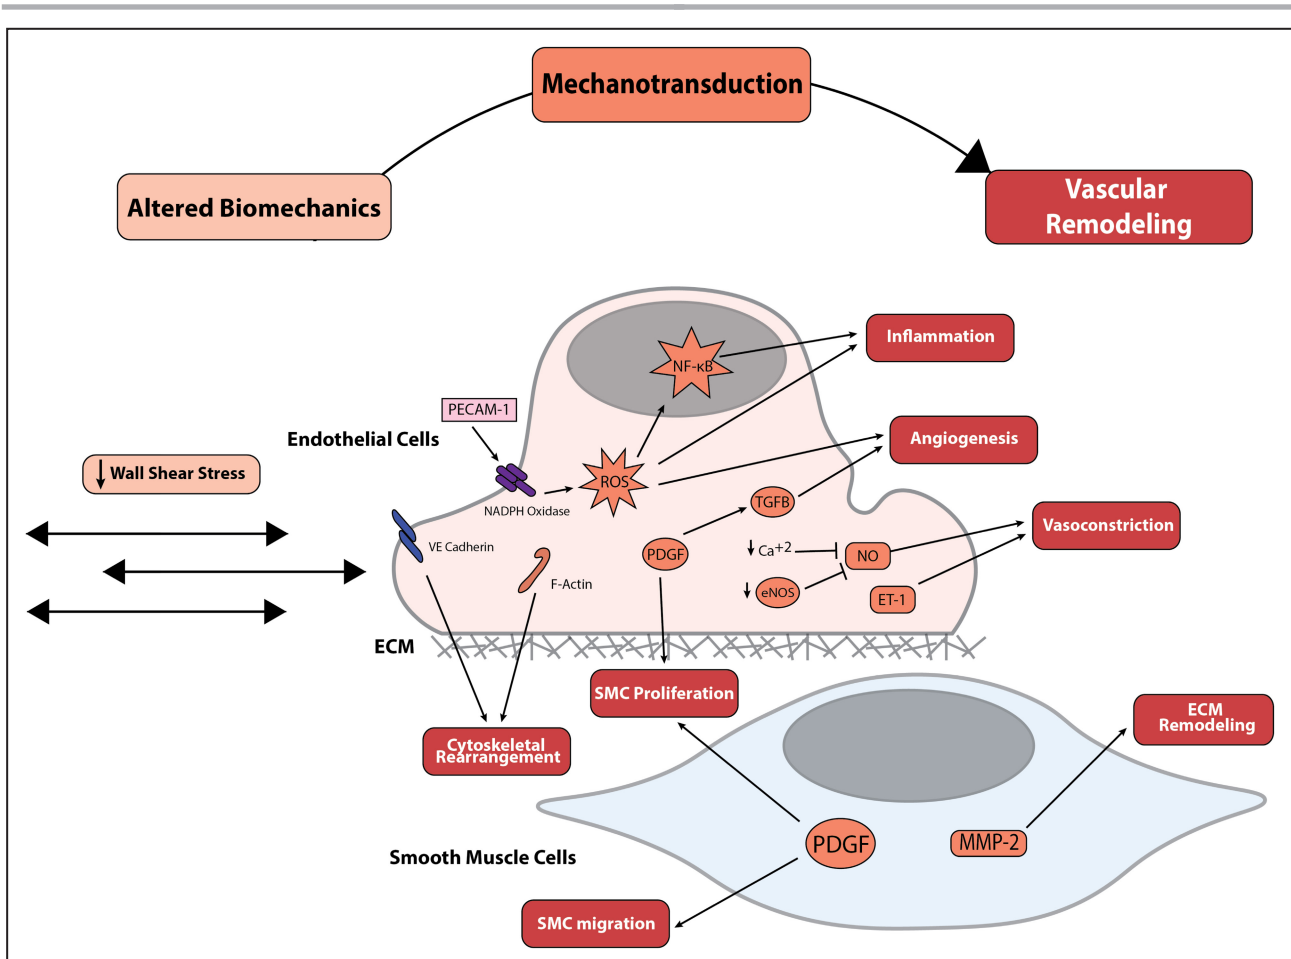 Mechanotransduction
Altered Biomechanics
Vascular
Remodeling
NF-κB
Inflammation
PECAM-1
Endothelial Cells
Angiogenesis
↓ Wall Shear Stress
ROS
NADPH Oxidase
TGFB
Vasoconstriction
VE Cadherin
PDGF
↓ Ca+2
NO
F-Actin
↓ eNOS
ET-1
ECM
SMC Proliferation
ECM
Remodeling
Cytoskeletal
Rearrangement
PDGF
MMP-2
Smooth Muscle Cells
SMC migration